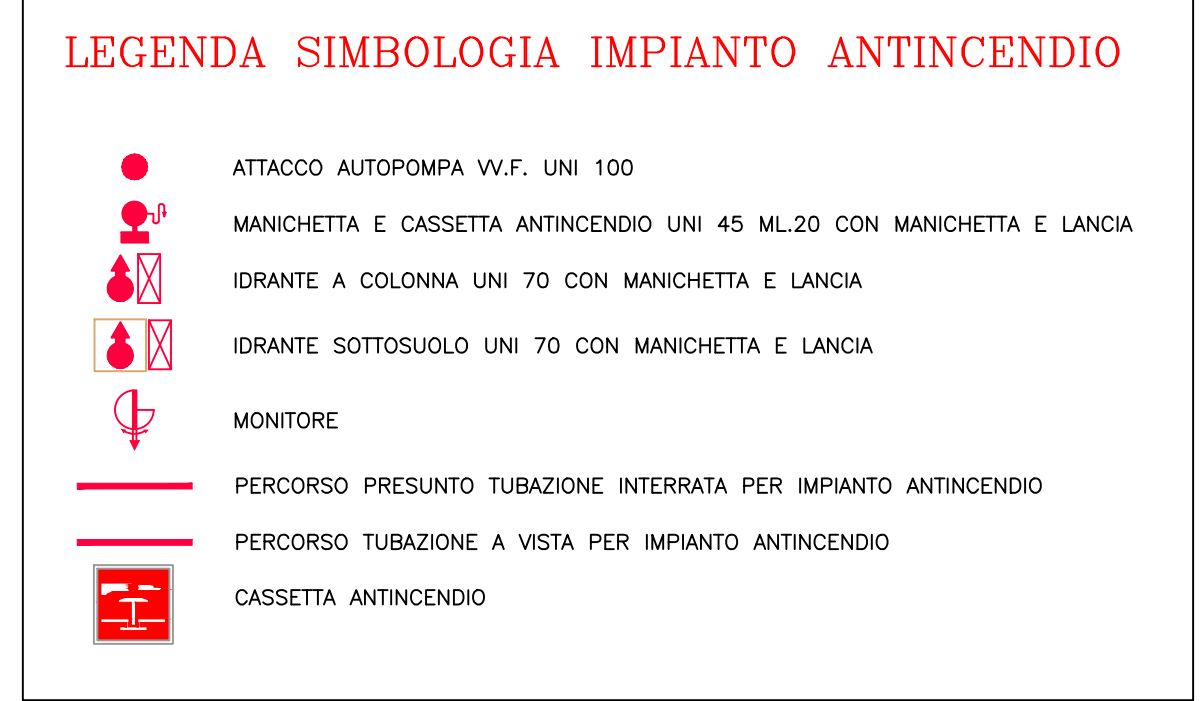 LEGENDA SIMBOLOGIA IMPIANTO ANTINCENDIO
ATTACCO AUTOPOMPA VV.F. UNI 100
MANICHETTA E CASSETTA ANTINCENDIO UNI 45 ML.20 CON MANICHETTA E LANCIA
IDRANTE A COLONNA UNI 70 CON MANICHETTA E LANCIA
IDRANTE SOTTOSUOLO UNI 70 CON MANICHETTA E LANCIA
MONITORE
PERCORSO PRESUNTO TUBAZIONE INTERRATA PER IMPIANTO ANTINCENDIO
PERCORSO TUBAZIONE A VISTA PER IMPIANTO ANTINCENDIO
CASSETTA ANTINCENDIO